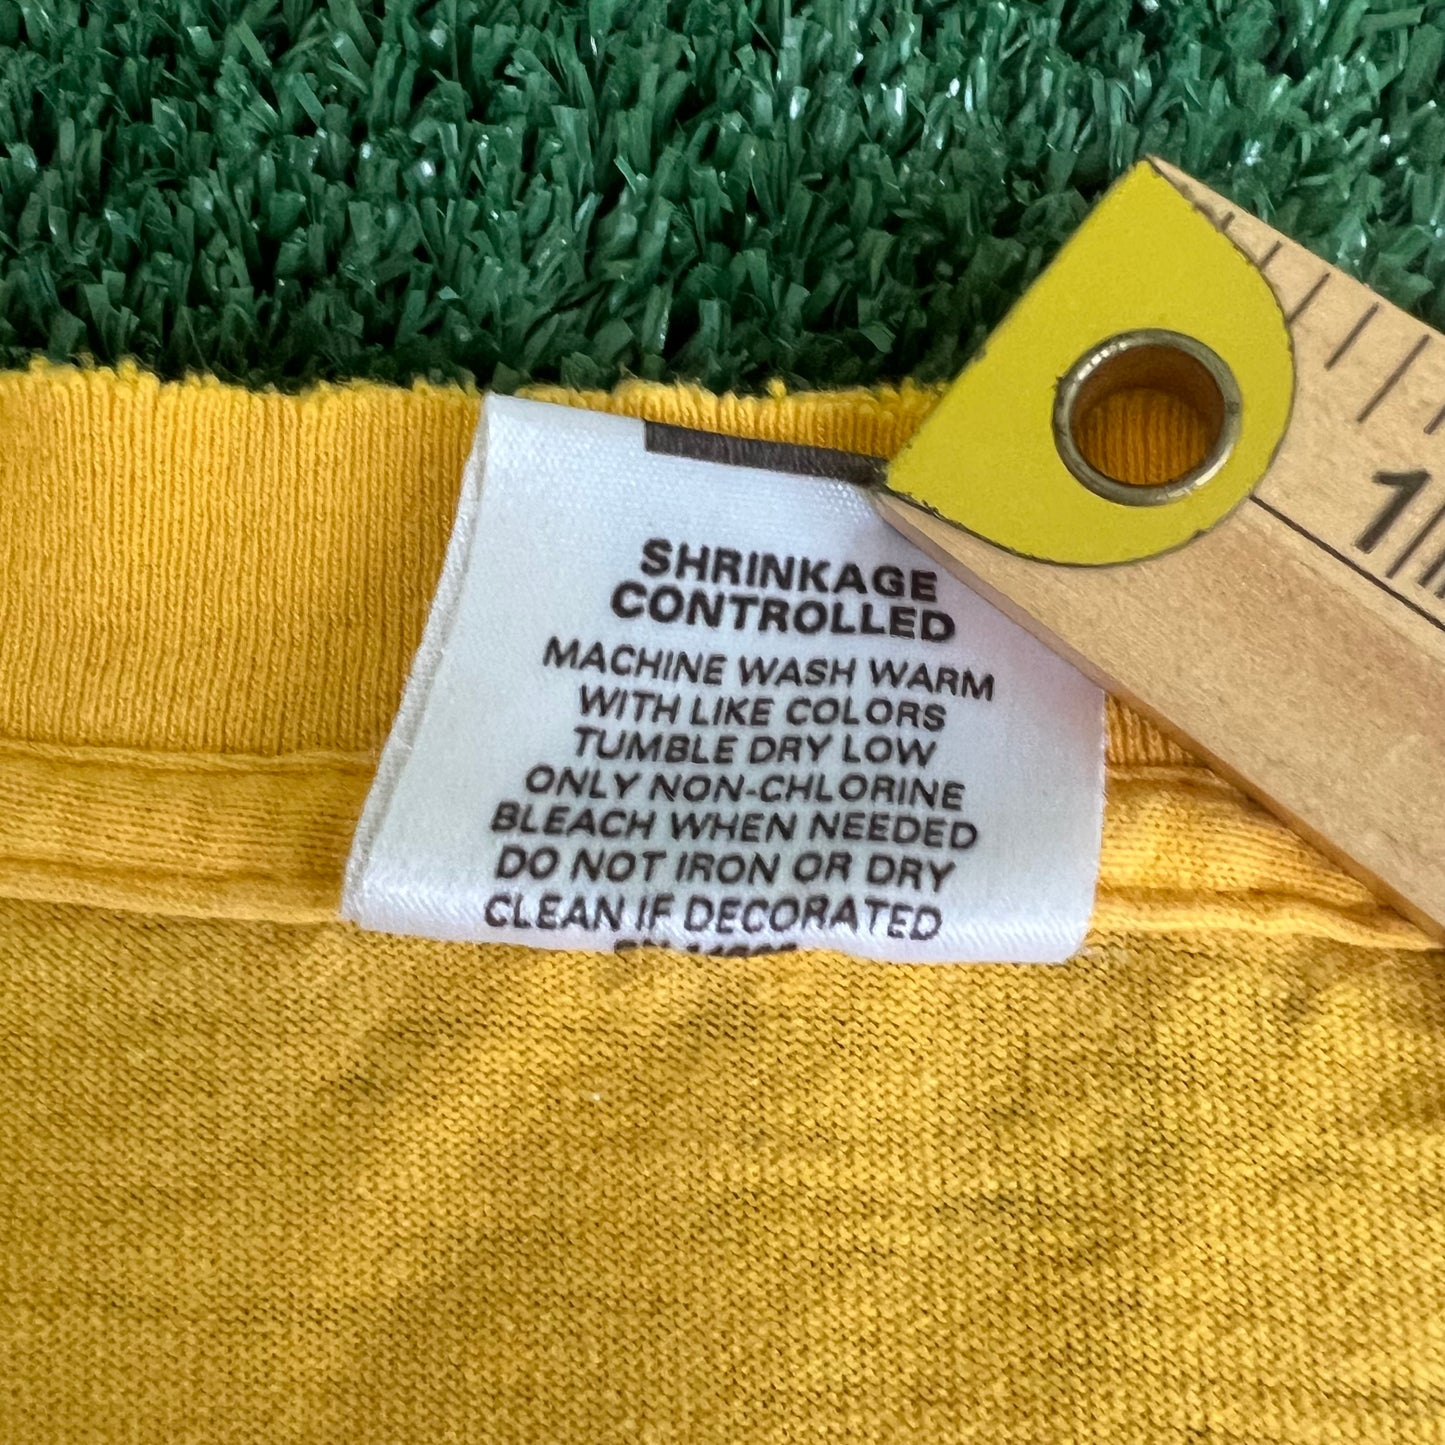 SHRINKAGE
CONTROLLED
MACHINE WASH WARM
WITH LIKE COLORS
TUMBLE DRY LOW
ONLY NON-CHLORINE
BLEACH WHEN NEEDED
DO NOT IRON OR DRY
CLEAN IF DECORATED
1